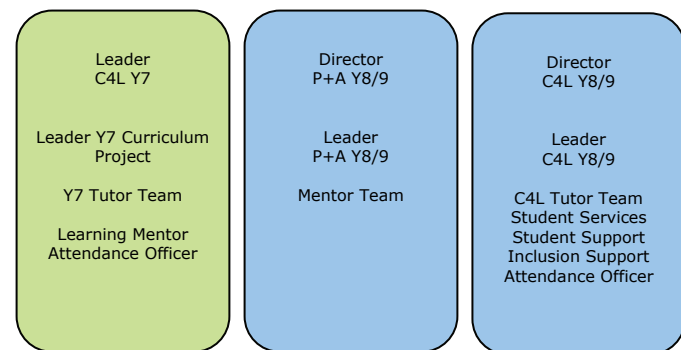 Leader
C4L Y7
Leader Y7 Curriculum
Project
Y7 Tutor Team
Learning Mentor
Attendance Officer
Director
P+A Y8/9
Leader
P+A Y8/9
Mentor Team
Director
C4L Y8/9
Leader
C4L Y8/9
C4L Tutor Team
Student Services
Student Support
Inclusion Support
Attendance Officer